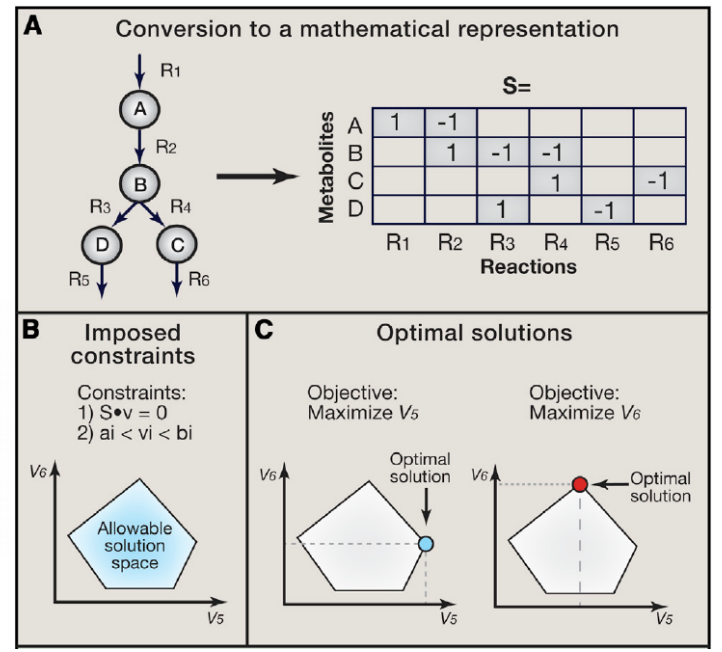 A
Conversion to a mathematical representation
R1
A
R2
B
R3
R4
D
C
R5
R6
S=
Metabolites
A
1 -1
B
1 -1 -1
C
1 -1
D
1 -1
R1 R2 R3 R4 R5 R6
Reactions
B
Imposed
constraints
Constraints:
1) S•v = 0
2) ai < vi < bi
V6
Allowable
solution
space
V5
C
Optimal solutions
Objective:
Maximize V5
Optimal
solution
V6
V5
Objective:
Maximize V6
V6
Optimal
solution
V5